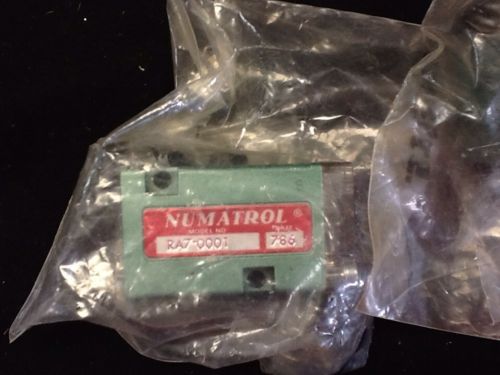 NUMATROL ®
MODEL NO
RA7-0001 786